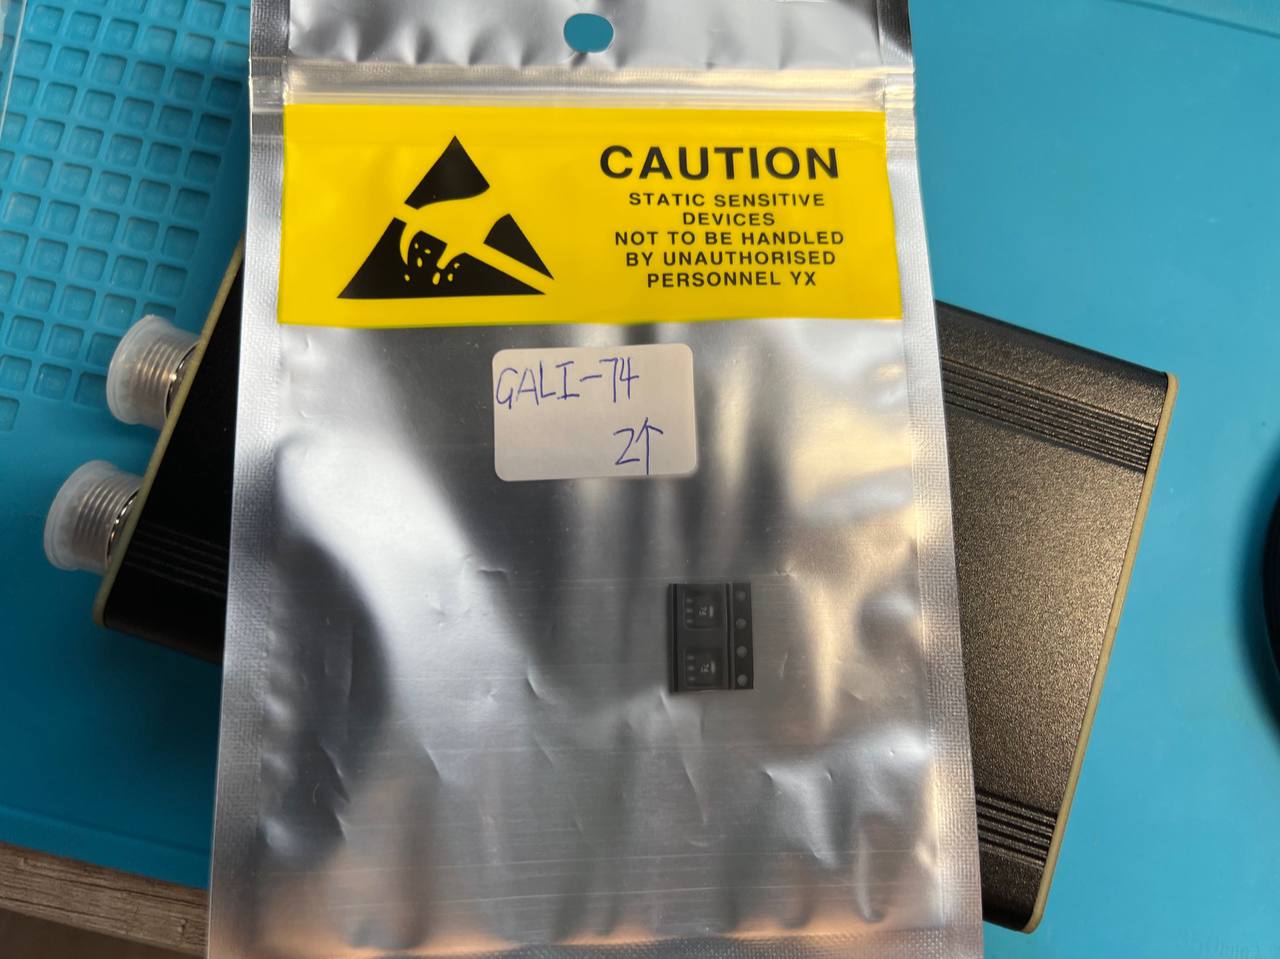 CAUTION
STATIC SENSITIVE
DEVICES
NOT TO BE HANDLED
BY UNAUTHORISED
PERSONNEL YX
GALI-74
2个